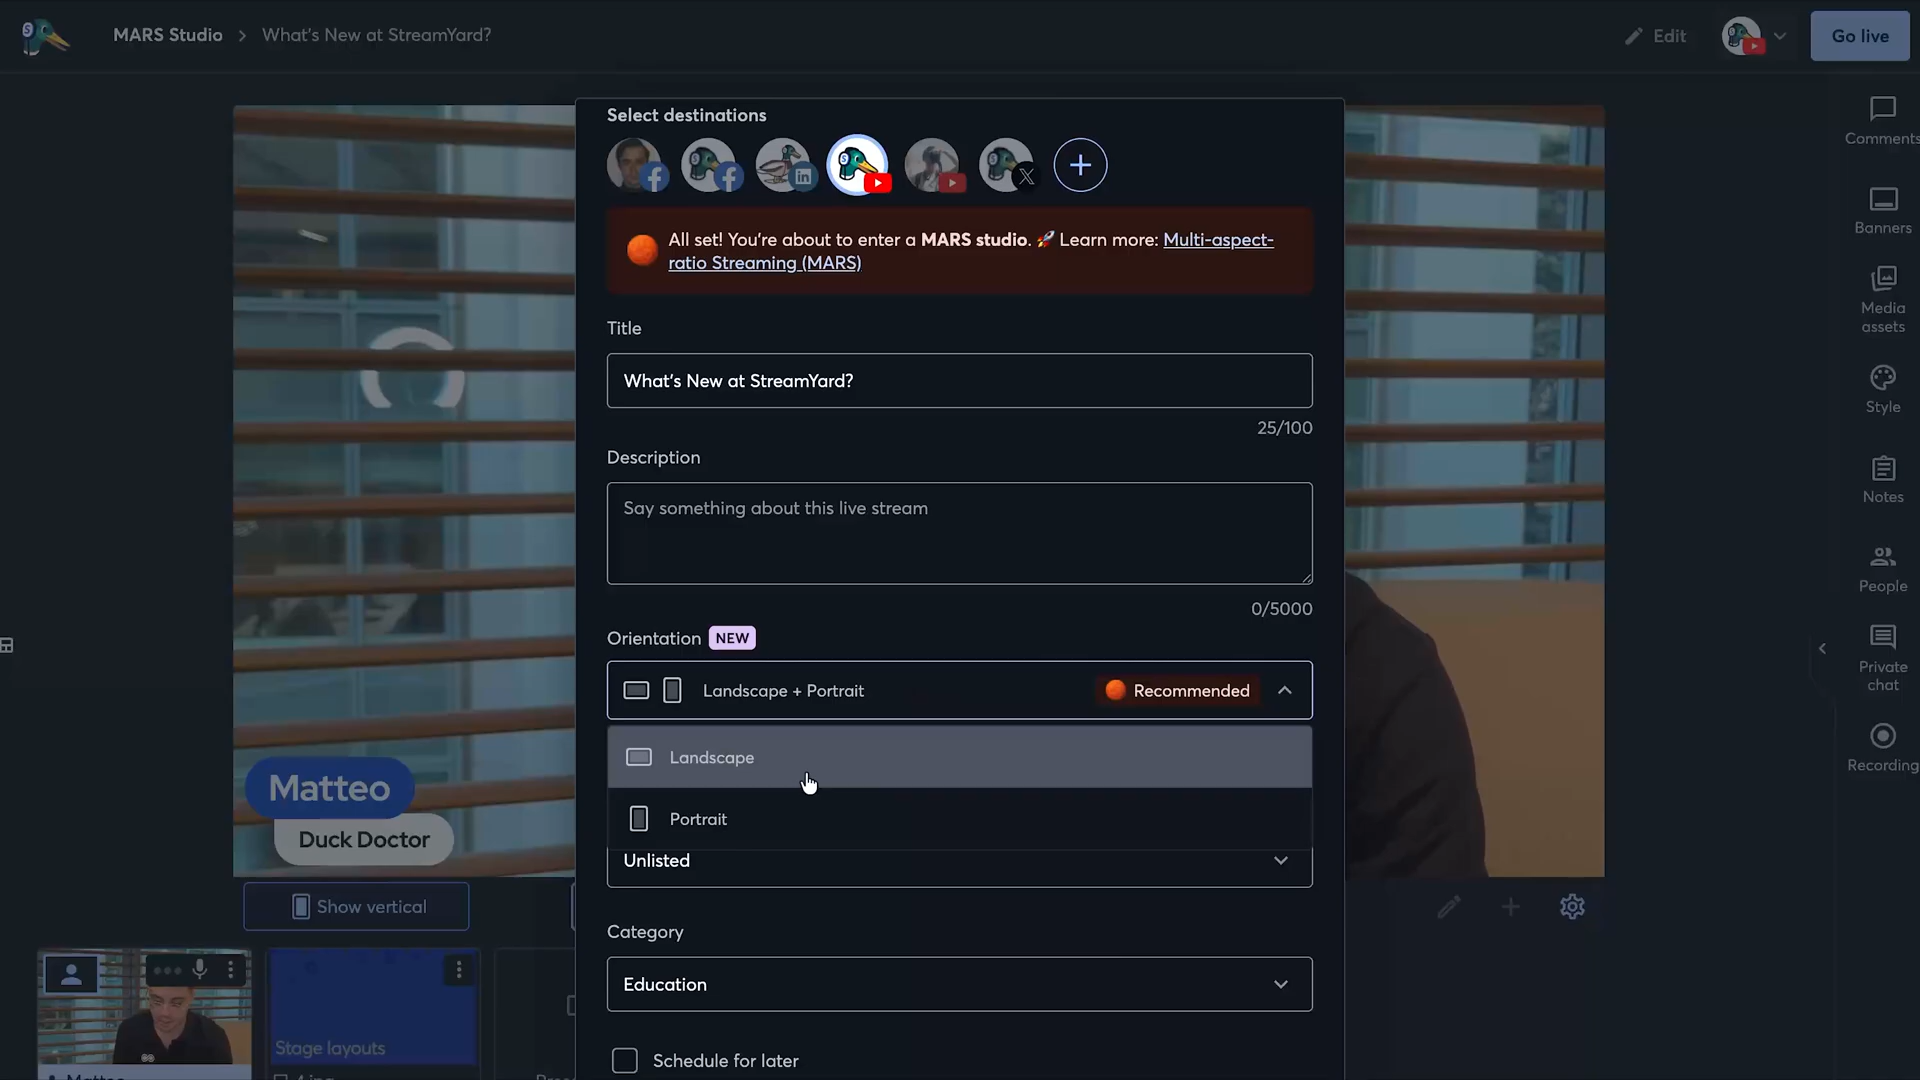 MARS Studio > What's New at StreamYard?
Edit
Go live
Select destinations
All set! You're about to enter a MARS studio. 🚀 Learn more: Multi-aspect-
ratio Streaming (MARS)
Title
What's New at StreamYard?
25/100
Description
Say something about this live stream
0/5000
Orientation NEW
Landscape + Portrait
Recommended
Landscape
Portrait
Unlisted
Category
Education
Schedule for later
Matteo
Duck Doctor
Show vertical
Stage layouts
Matteo
Comments
Banners
Media
assets
Style
Notes
People
Private
chat
Recording